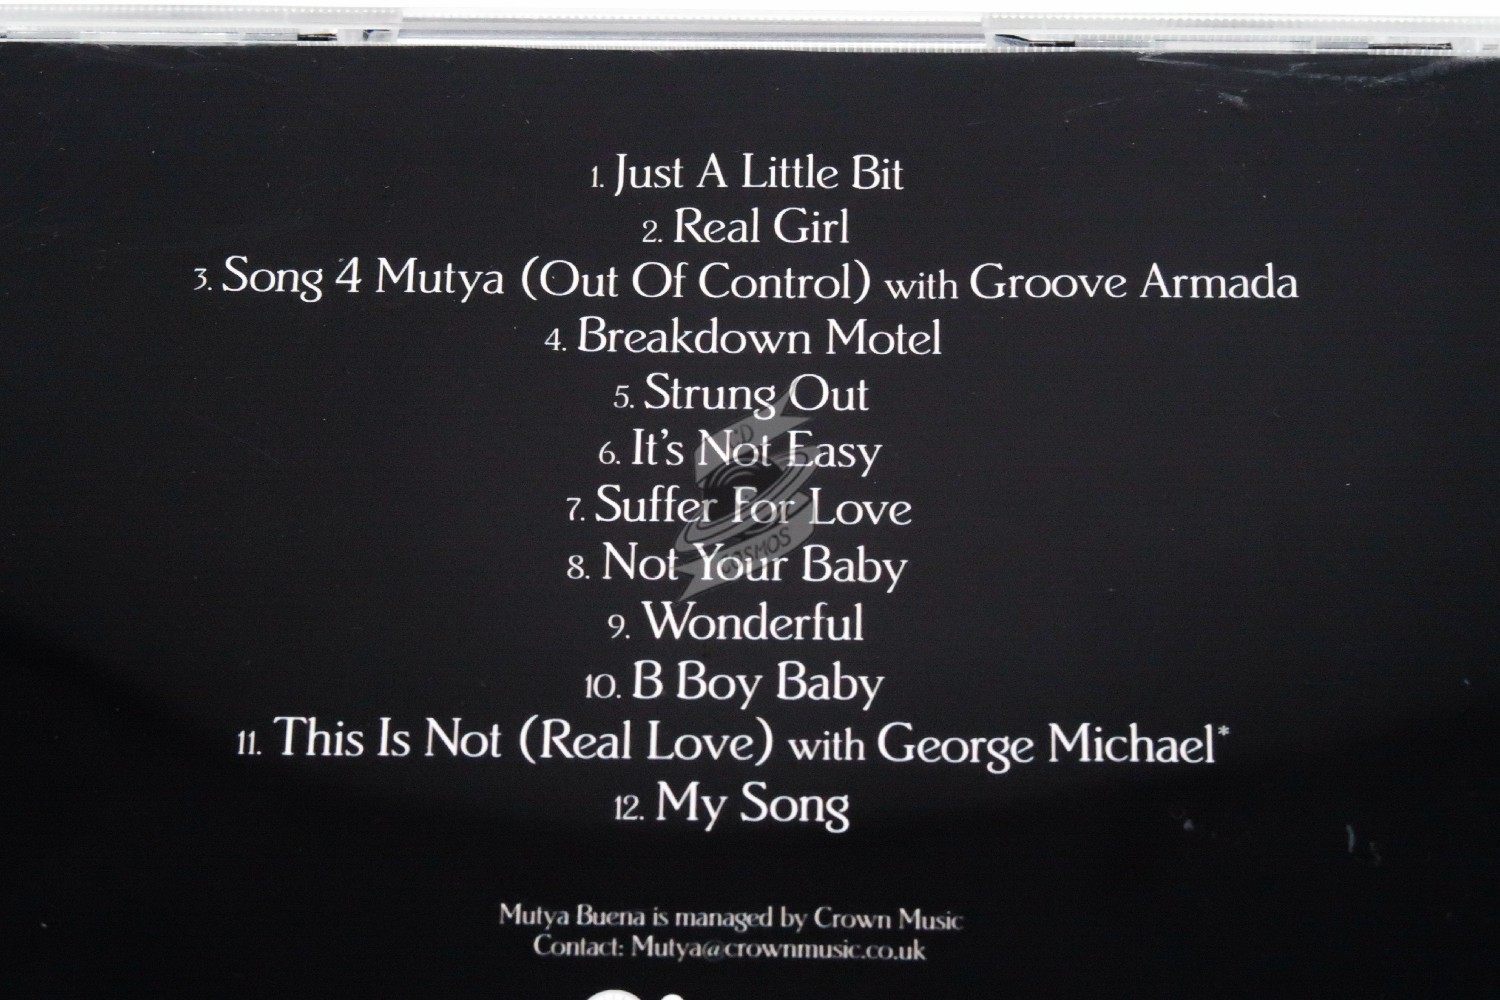 1. Just A Little Bit
2. Real Girl
3. Song 4 Mutya (Out Of Control) with Groove Armada
4. Breakdown Motel
5. Strung Out
6. It's Not Easy
7. Suffer For Love
8. Not Your Baby
9. Wonderful
10. B Boy Baby
11. This Is Not (Real Love) with George Michael*
12. My Song
Mutya Buena is managed by Crown Music
Contact: Mutya@crownmusic.co.uk
CD
COSMOS